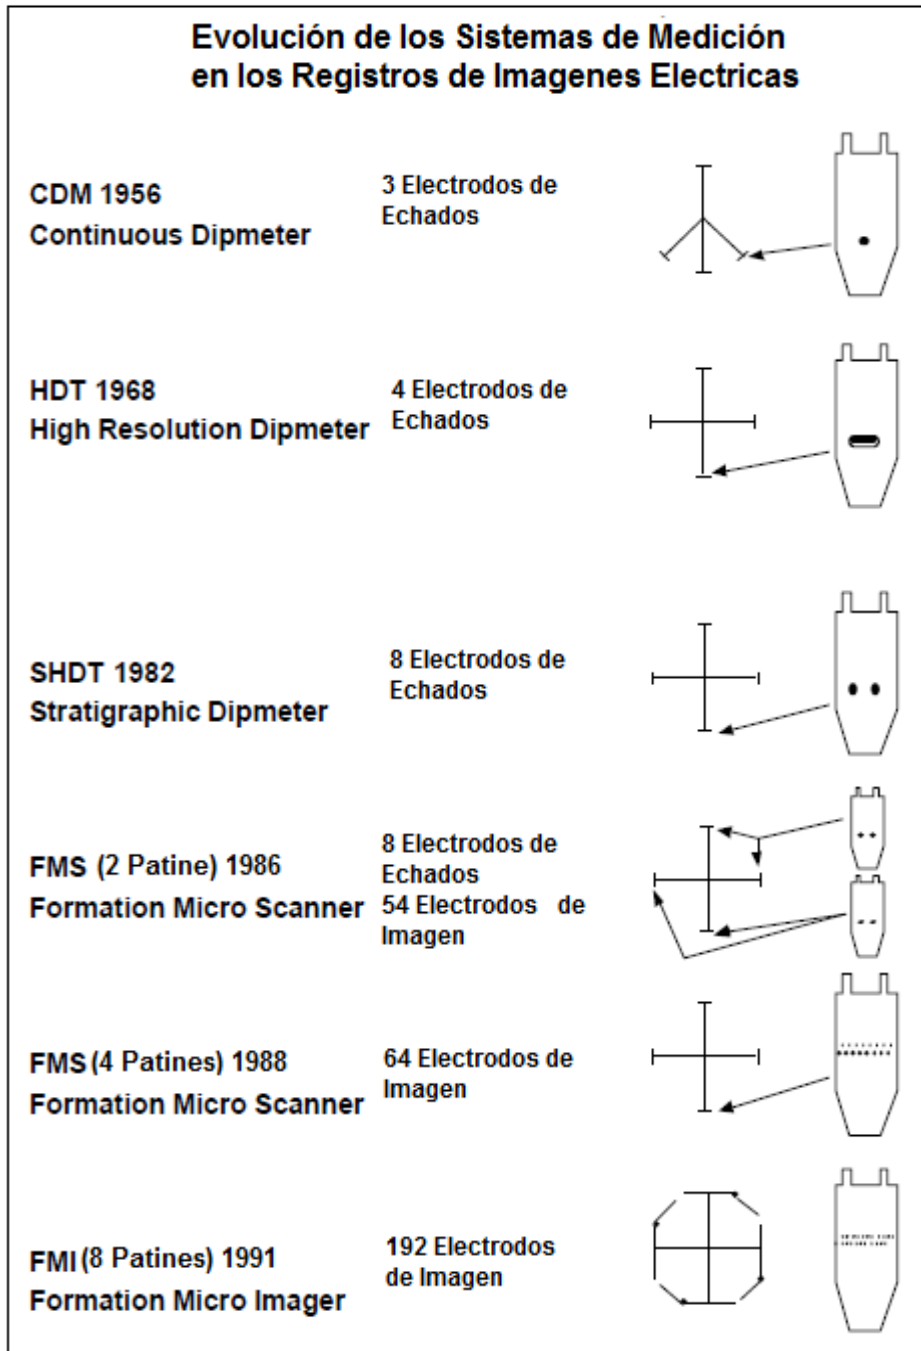 Evolución de los Sistemas de Medición
en los Registros de Imagenes Electricas
CDM 1956
Continuous Dipmeter
3 Electrodos de
Echados
HDT 1968
High Resolution Dipmeter
4 Electrodos de
Echados
SHDT 1982
Stratigraphic Dipmeter
8 Electrodos de
Echados
FMS (2 Patine) 1986
Formation Micro Scanner
8 Electrodos de
Echados
54 Electrodos de
Imagen
FMS (4 Patines) 1988
Formation Micro Scanner
64 Electrodos de
Imagen
FMI (8 Patines) 1991
Formation Micro Imager
192 Electrodos
de Imagen